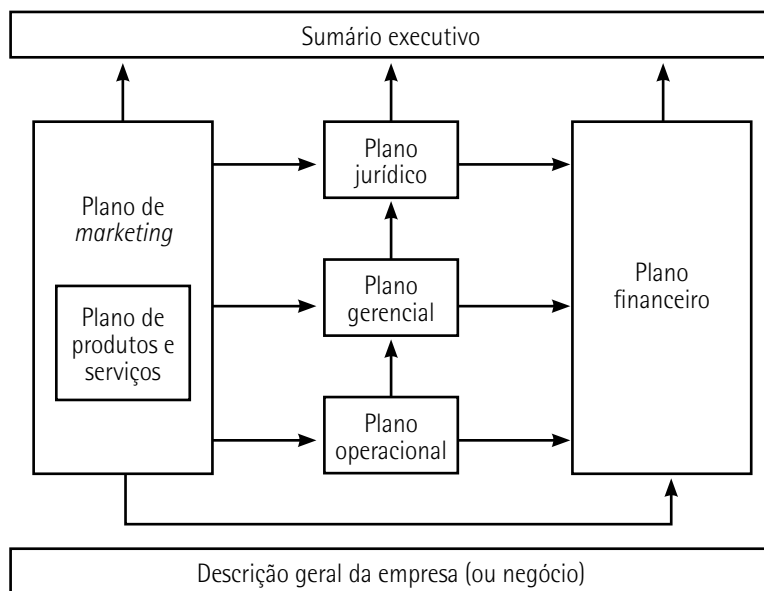 Sumário executivo
Plano de
marketing
Plano de
produtos e
serviços
Plano
jurídico
Plano
gerencial
Plano
operacional
Plano
financeiro
Descrição geral da empresa (ou negócio)